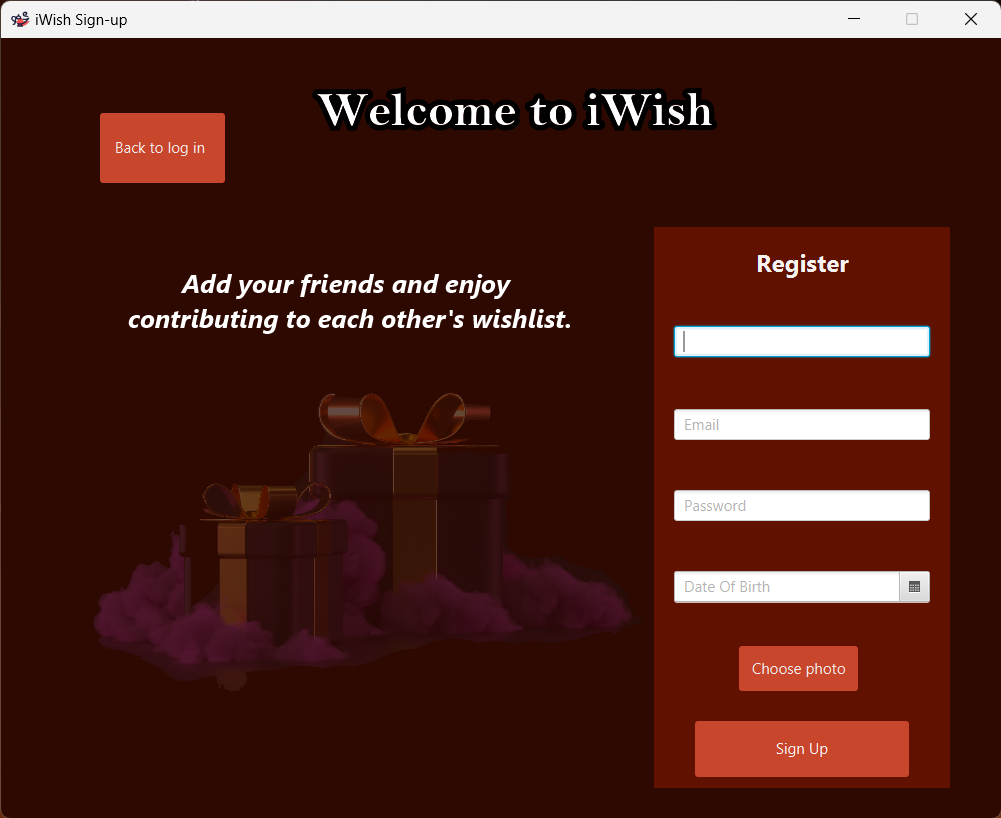 iWish Sign-up
Welcome to iWish
Back to log in
Add your friends and enjoy
contributing to each other's wishlist.
Register
Email
Password
Date Of Birth
Choose photo
Sign Up